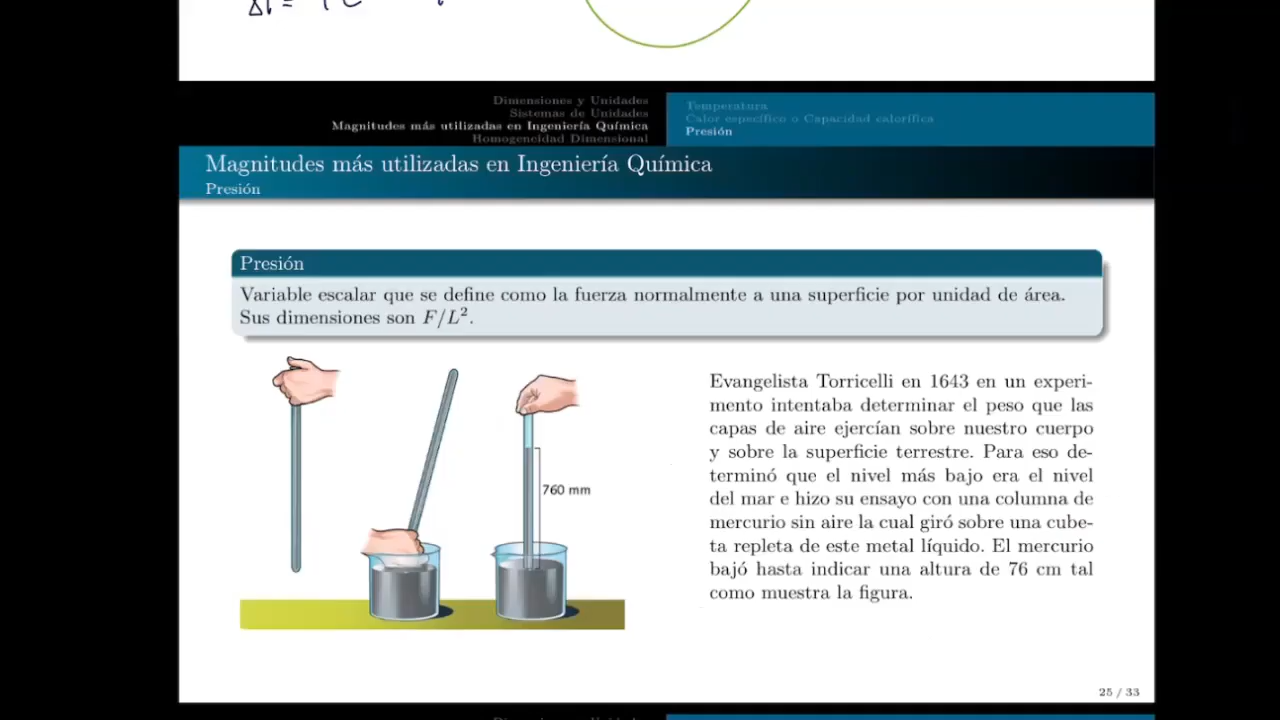 Dimensiones y Unidades
Sistemas de Unidades
Magnitudes más utilizadas en Ingeniería Química
Homogeneidad Dimensional
Temperatura
Calor específico o Capacidad calorífica
Presión
Magnitudes más utilizadas en Ingeniería Química
Presión
Presión
Variable escalar que se define como la fuerza normalmente a una superficie por unidad de área.
Sus dimensiones son F/L².
760 mm
Evangelista Torricelli en 1643 en un experi-
mento intentaba determinar el peso que las
capas de aire ejercían sobre nuestro cuerpo
y sobre la superficie terrestre. Para eso de-
terminó que el nivel más bajo era el nivel
del mar e hizo su ensayo con una columna de
mercurio sin aire la cual giró sobre una cube-
ta repleta de este metal líquido. El mercurio
bajó hasta indicar una altura de 76 cm tal
como muestra la figura.
25 / 33